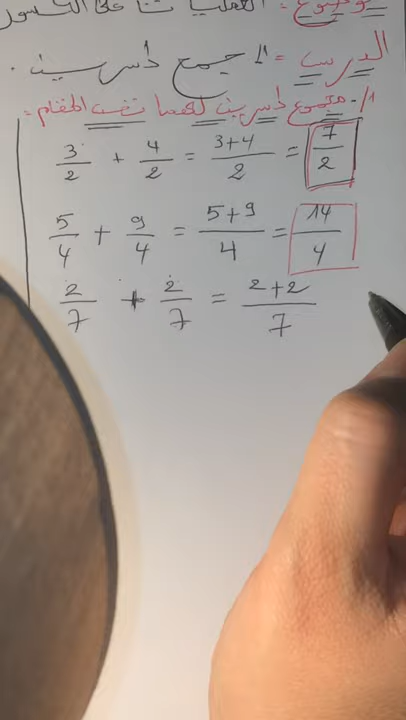 الدرس = 1/ جمع كسرين.
1/- مجموع كسرين لهما نفس المقام =
3/2 + 4/2 = 3+4/2 = 7/2
5/4 + 9/4 = 5+9/4 = 14/4
2/7 + 2/7 = 2+2/7